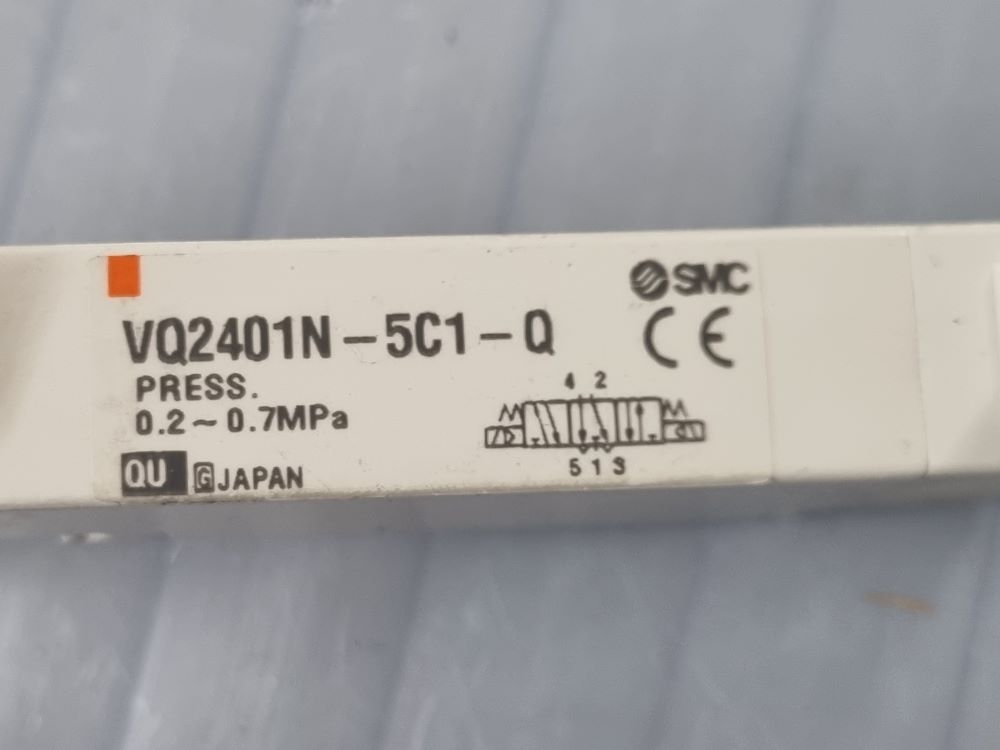 SMC
VQ2401N-5C1-Q
CE
PRESS.
0.2~0.7MPa
4 2
5 1 3
QU G JAPAN